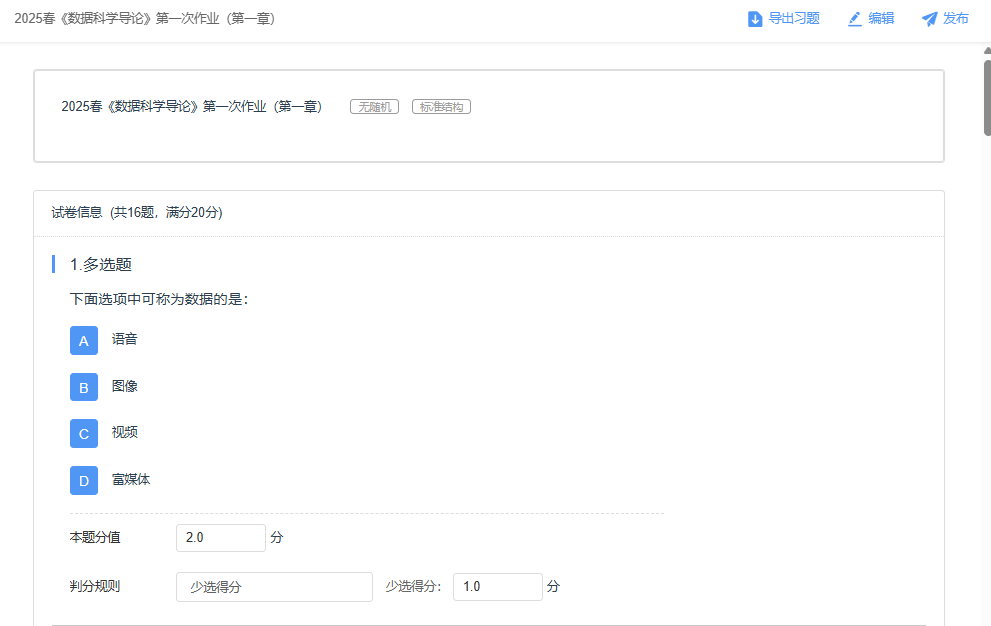 2025春《数据科学导论》第一次作业（第一章）
导出习题
编辑
发布
2025春《数据科学导论》第一次作业（第一章） 无随机 标准结构
试卷信息 (共16题，满分20分)
1.多选题
下面选项中可称为数据的是：
A 语音
B 图像
C 视频
D 富媒体
本题分值 2.0 分
判分规则 少选得分 少选得分： 1.0 分